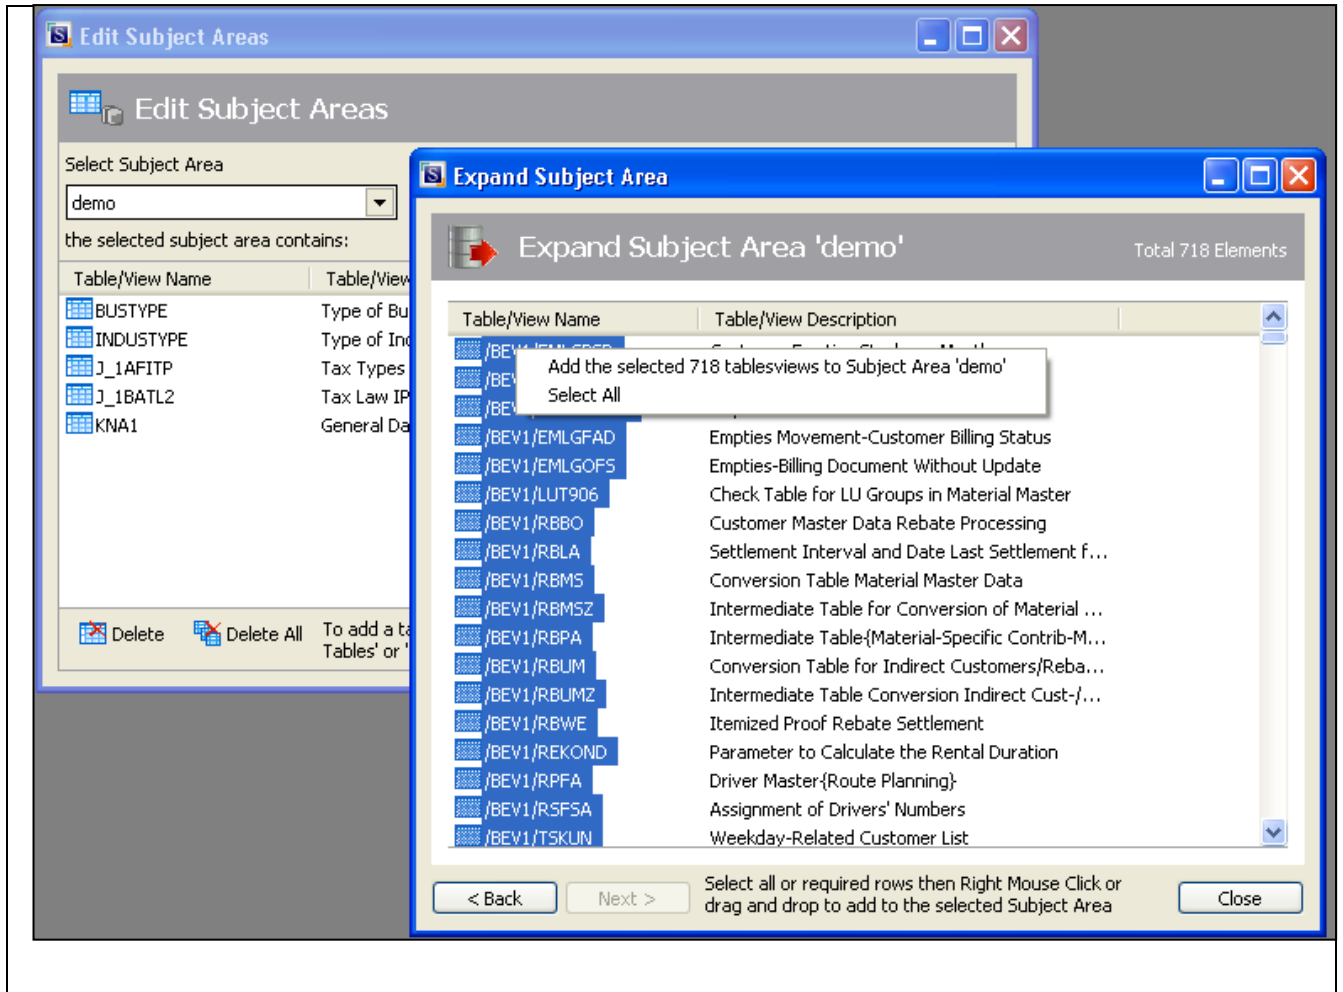 Edit Subject Areas
Edit Subject Areas
Select Subject Area
demo
the selected subject area contains:
Table/View Name Table/View
BUSTYPE Type of Bu
INDUSTYPE Type of Ind
J_1AFITP Tax Types
J_1BATL2 Tax Law IP
KNA1 General Da
Delete Delete All To add a ta
Tables' or '
Expand Subject Area
Expand Subject Area 'demo' Total 718 Elements
Table/View Name Table/View Description
Add the selected 718 tablesviews to Subject Area 'demo'
Select All
/BEV1/EMLGFAD Empties Movement-Customer Billing Status
/BEV1/EMLGOFS Empties-Billing Document Without Update
/BEV1/LUT906 Check Table for LU Groups in Material Master
/BEV1/RBBO Customer Master Data Rebate Processing
/BEV1/RBLA Settlement Interval and Date Last Settlement f...
/BEV1/RBMS Conversion Table Material Master Data
/BEV1/RBMSZ Intermediate Table for Conversion of Material ...
/BEV1/RBPA Intermediate Table-{Material-Specific Contrib-M...
/BEV1/RBUM Conversion Table for Indirect Customers/Reba...
/BEV1/RBUMZ Intermediate Table Conversion Indirect Cust-/...
/BEV1/RBWE Itemized Proof Rebate Settlement
/BEV1/REKOND Parameter to Calculate the Rental Duration
/BEV1/RPFA Driver Master-{Route Planning}
/BEV1/RSFSA Assignment of Drivers' Numbers
/BEV1/TSKUN Weekday-Related Customer List
< Back Next > Select all or required rows then Right Mouse Click or
drag and drop to add to the selected Subject Area Close